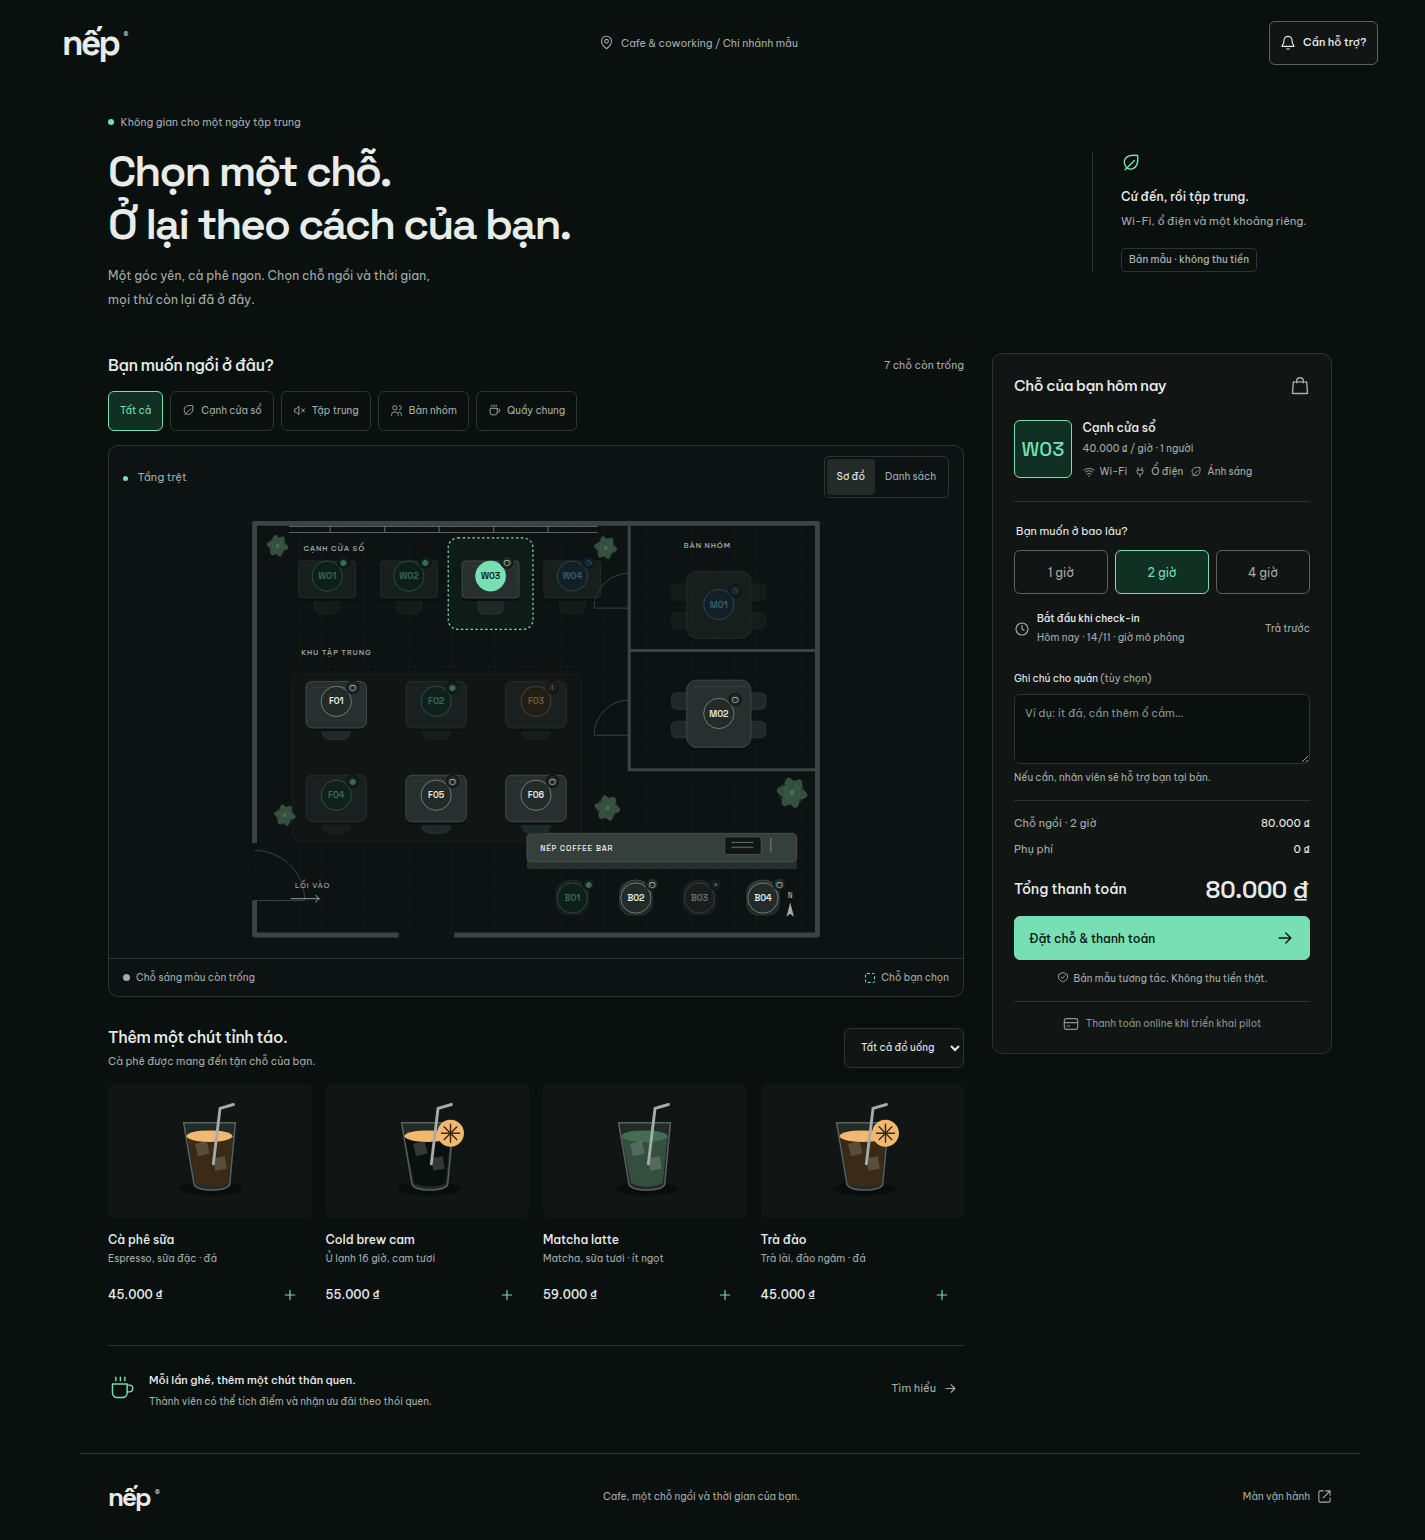 nếp
Cafe & coworking / Chi nhánh mẫu
Cần hỗ trợ?
Không gian cho một ngày tập trung
Chọn một chỗ.
Ở lại theo cách của bạn.
Một góc yên, cà phê ngon. Chọn chỗ ngồi và thời gian,
mọi thứ còn lại đã ở đây.
Cứ đến, rồi tập trung.
Wi-Fi, ổ điện và một khoảng riêng.
Bản mẫu · không thu tiền
Bạn muốn ngồi ở đâu?
7 chỗ còn trống
Tất cả
Cạnh cửa sổ
Tập trung
Bàn nhóm
Quầy chung
Tầng trệt
Sơ đồ
Danh sách
CẠNH CỬA SỔ
BÀN NHÓM
W01
W02
W03
W04
M01
KHU TẬP TRUNG
F01
F02
F03
M02
F04
F05
F06
NẾP COFFEE BAR
LỐI VÀO
B01
B02
B03
B04
N
Chỗ sáng màu còn trống
Chỗ bạn chọn
Chỗ của bạn hôm nay
W03
Cạnh cửa sổ
40.000 ₫ / giờ · 1 người
Wi-Fi
Ổ điện
Ánh sáng
Bạn muốn ở bao lâu?
1 giờ
2 giờ
4 giờ
Bắt đầu khi check-in
Hôm nay · 14/11 · giờ mô phỏng
Trả trước
Ghi chú cho quán (tùy chọn)
Ví dụ: ít đá, cần thêm ổ cắm...
Nếu cần, nhân viên sẽ hỗ trợ bạn tại bàn.
Chỗ ngồi · 2 giờ
80.000 ₫
Phụ phí
0 ₫
Tổng thanh toán
80.000 ₫
Đặt chỗ & thanh toán
Bản mẫu tương tác. Không thu tiền thật.
Thanh toán online khi triển khai pilot
Thêm một chút tỉnh táo.
Cà phê được mang đến tận chỗ của bạn.
Tất cả đồ uống
Cà phê sữa
Espresso, sữa đặc · đá
45.000 ₫
Cold brew cam
Ủ lạnh 16 giờ, cam tươi
55.000 ₫
Matcha latte
Matcha, sữa tươi · ít ngọt
59.000 ₫
Trà đào
Trà lài, đào ngâm · đá
45.000 ₫
Mỗi lần ghé, thêm một chút thân quen.
Thành viên có thể tích điểm và nhận ưu đãi theo thói quen.
Tìm hiểu
nếp
Cafe, một chỗ ngồi và thời gian của bạn.
Màn vận hành